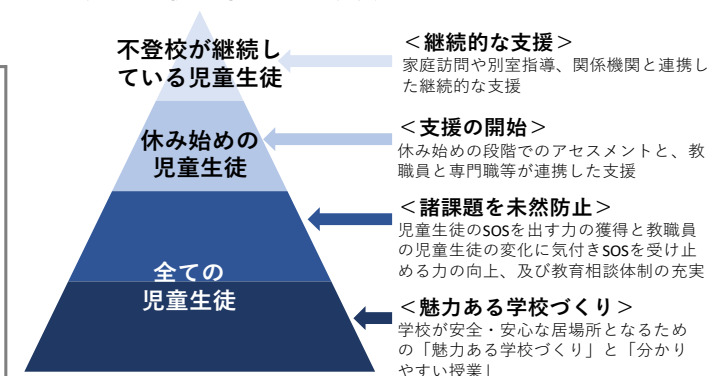 不登校が継続し
ている児童生徒
＜継続的な支援＞
家庭訪問や別室指導、関係機関と連携し
た継続的な支援
休み始めの
児童生徒
＜支援の開始＞
休み始めの段階でのアセスメントと、教
職員と専門職等が連携した支援
全ての
児童生徒
＜諸課題を未然防止＞
児童生徒のSOSを出す力の獲得と教職員
の児童生徒の変化に気付きSOSを受け止
める力の向上、及び教育相談体制の充実
＜魅力ある学校づくり＞
学校が安全・安心な居場所となるため
の「魅力ある学校づくり」と「分かり
やすい授業」